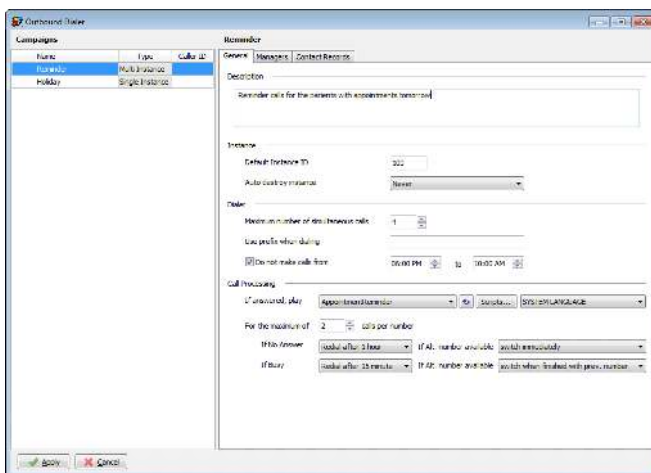 Outbound Dialer
Campaigns
Name Type Caller ID
Reminder Multi Instance
Holiday Single Instance
Reminder
General Managers Contact Records
Description
Reminder calls for the patients with appointments tomorrow
Instance
Default Instance ID
Auto destroy instance Never
Dialer
Maximum number of simultaneous calls 4
Use prefix when dialing
Do not make calls from 06:00 PM to 10:00 AM
Call Processing
If answered, play AppointmentReminder Scripts... SYSTEM LANGUAGE
For the maximum of 2 calls per number
If No Answer Redial after 1 hour If Alt. number available switch immediately
If Busy Redial after 15 minute If Alt. number available switch when finished with prev. number
Apply Cancel